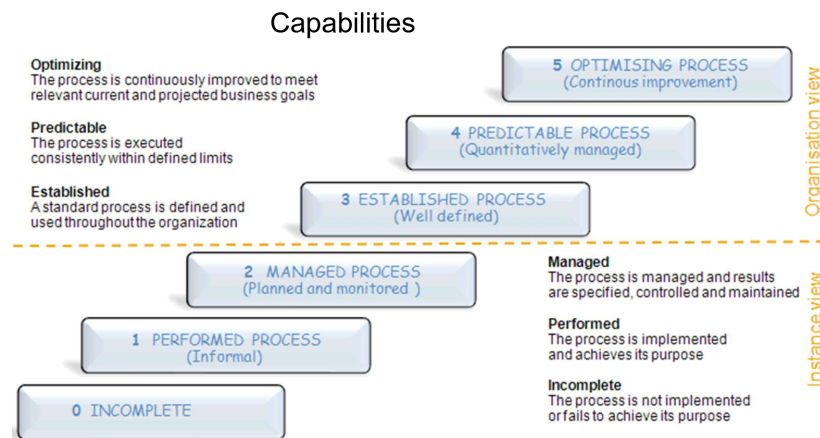 Capabilities
Optimizing
The process is continuously improved to meet
relevant current and projected business goals
Predictable
The process is executed
consistently within defined limits
Established
A standard process is defined and
used throughout the organization
5 OPTIMISING PROCESS
(Continous improvement)
4 PREDICTABLE PROCESS
(Quantitatively managed)
3 ESTABLISHED PROCESS
(Well defined)
Organisation view
2 MANAGED PROCESS
(Planned and monitored )
1 PERFORMED PROCESS
(Informal)
0 INCOMPLETE
Managed
The process is managed and results
are specified, controlled and maintained
Performed
The process is implemented
and achieves its purpose
Incomplete
The process is not implemented
or fails to achieve its purpose
Instance view